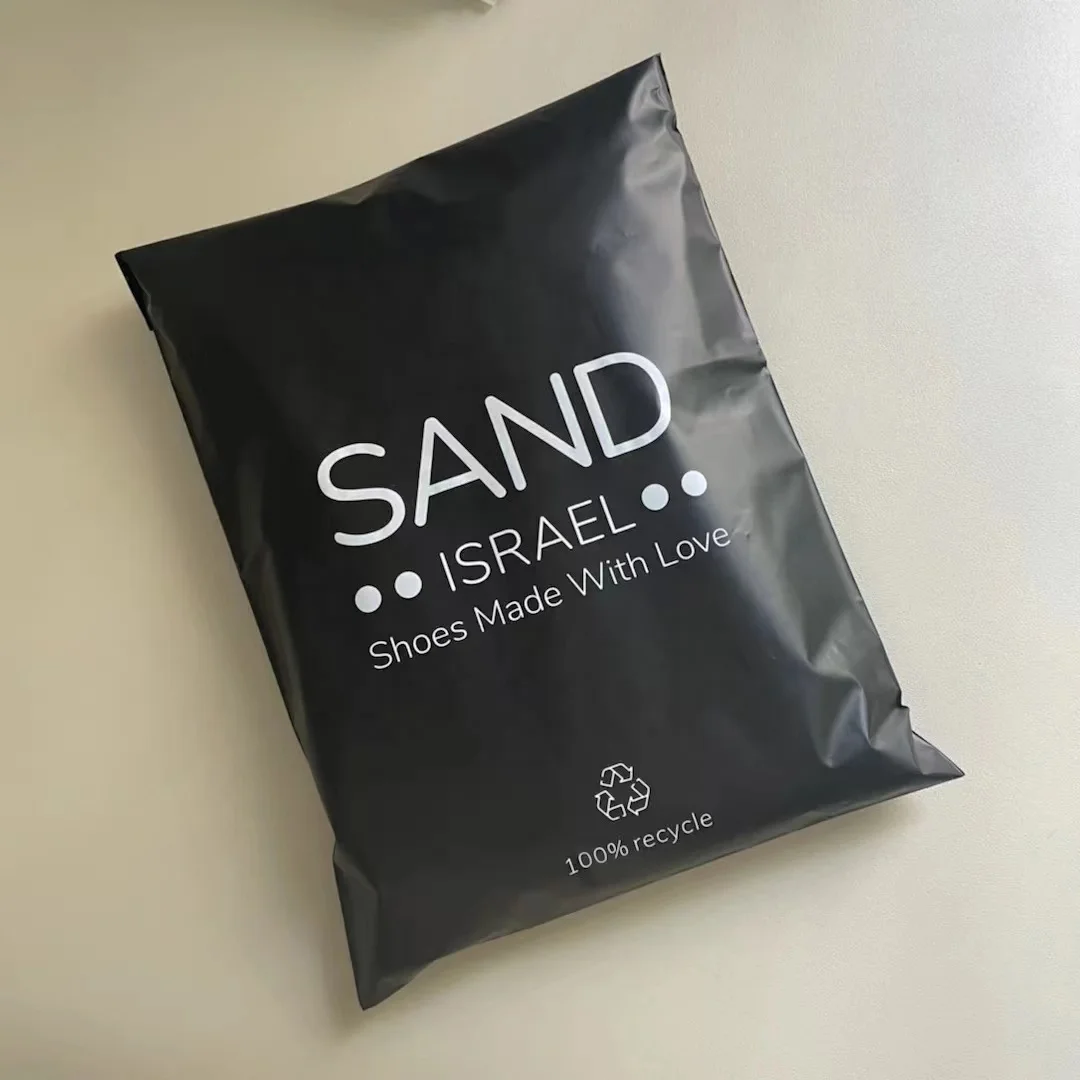 SAND
ISRAEL
Shoes Made With Love
100% recycle